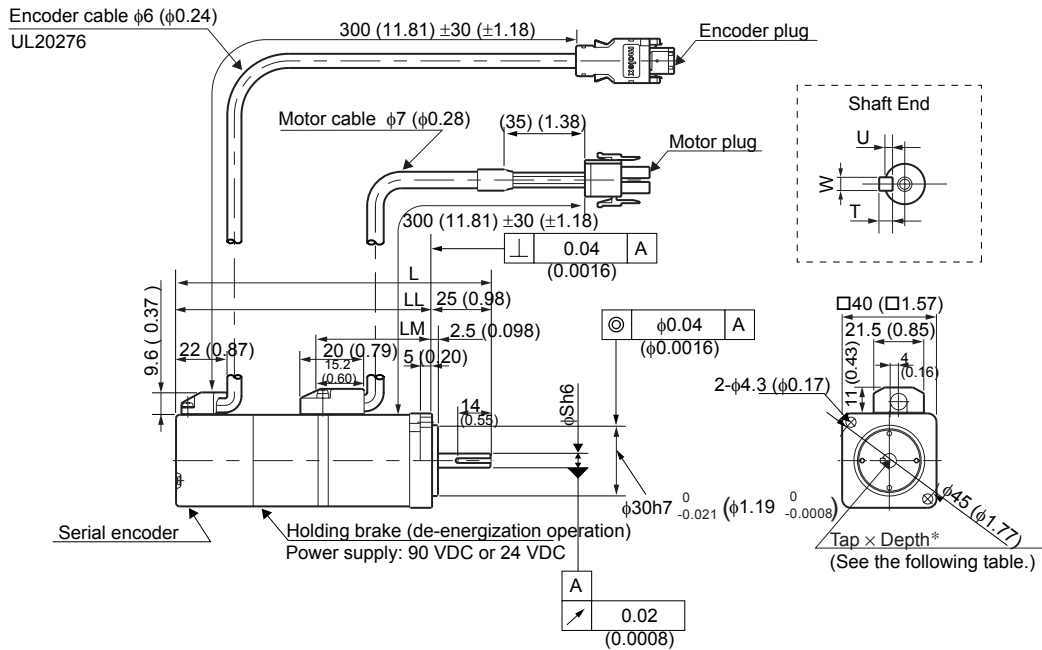 Encoder cable ϕ6 (ϕ0.24)
UL20276
300 (11.81) ±30 (±1.18)
molex
Encoder plug
Motor cable ϕ7 (ϕ0.28)
(35) (1.38)
Motor plug
300 (11.81) ±30 (±1.18)
Shaft End
U
W
T
⊥ 0.04 A
(0.0016)
L
LL
25 (0.98)
LM
2.5 (0.098)
9.6 ( 0.37 )
22 (0.87)
20 (0.79)
5 (0.20)
15.2
(0.60)
14
(0.55)
ϕSh6
◎ ϕ0.04 A
(ϕ0.0016)
□40 (□1.57)
21.5 (0.85)
4
(0.16)
11 (0.43)
2-ϕ4.3 (ϕ0.17)
ϕ30h7 0 -0.021 (ϕ1.19 0 -0.0008)
ϕ45 (ϕ1.77)
Serial encoder
Holding brake (de-energization operation)
Power supply: 90 VDC or 24 VDC
Tap × Depth*
(See the following table.)
A
↗ 0.02
(0.0008)